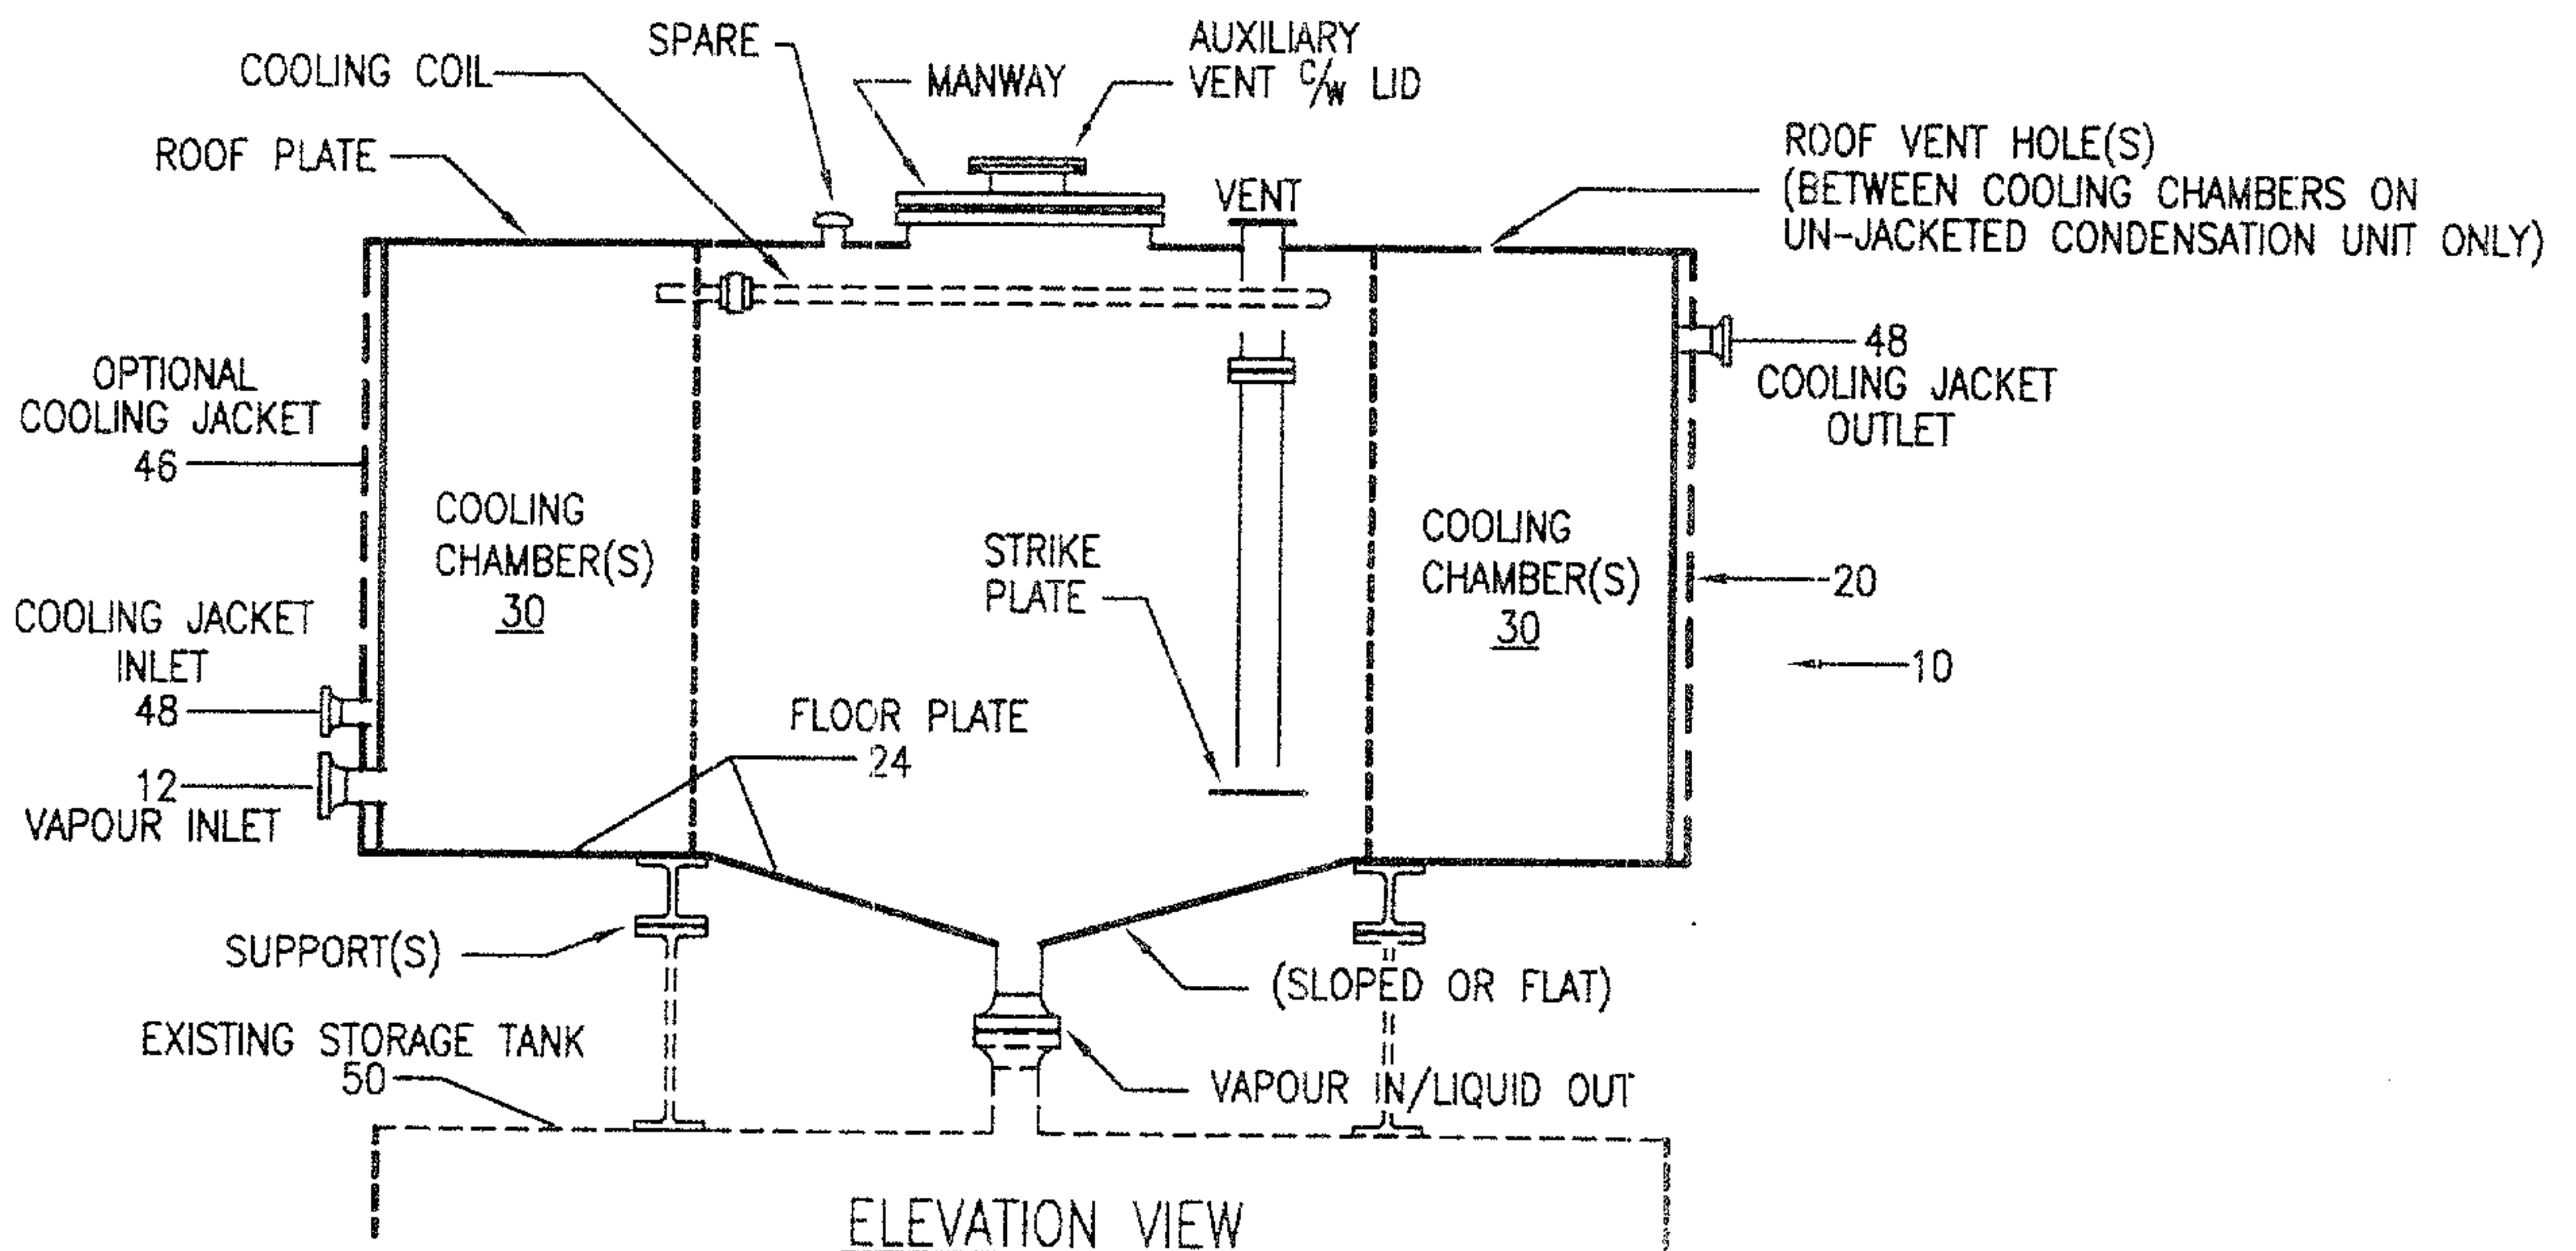 SPARE
AUXILIARY
VENT C/W LID
COOLING COIL
MANWAY
ROOF PLATE
ROOF VENT HOLE(S)
(BETWEEN COOLING CHAMBERS ON
UN-JACKETED CONDENSATION UNIT ONLY)
VENT
OPTIONAL
COOLING JACKET
46
48
COOLING JACKET
OUTLET
COOLING
CHAMBER(S)
30
STRIKE
PLATE
COOLING
CHAMBER(S)
30
20
10
COOLING JACKET
INLET
48
12
VAPOUR INLET
FLOOR PLATE
24
SUPPORT(S)
(SLOPED OR FLAT)
EXISTING STORAGE TANK
50
VAPOUR IN/LIQUID OUT
ELEVATION VIEW